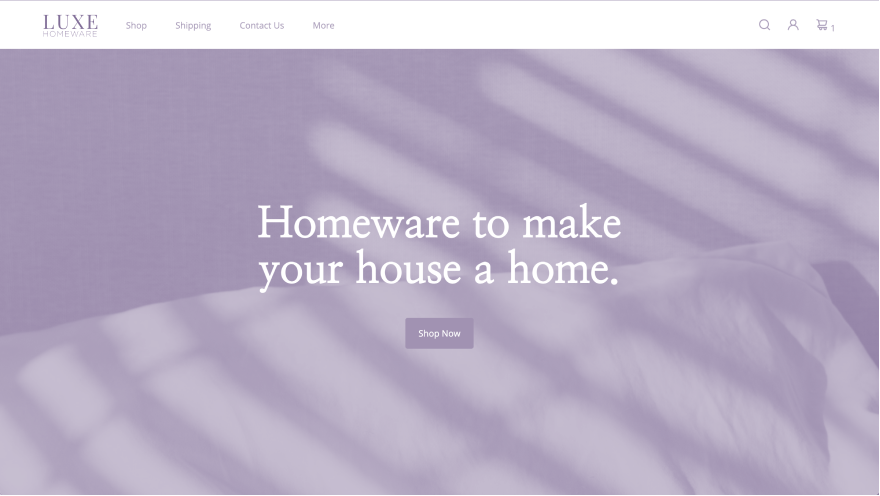 LUXE
HOMEWARE
Shop
Shipping
Contact Us
More
1
Homeware to make
your house a home.
Shop Now